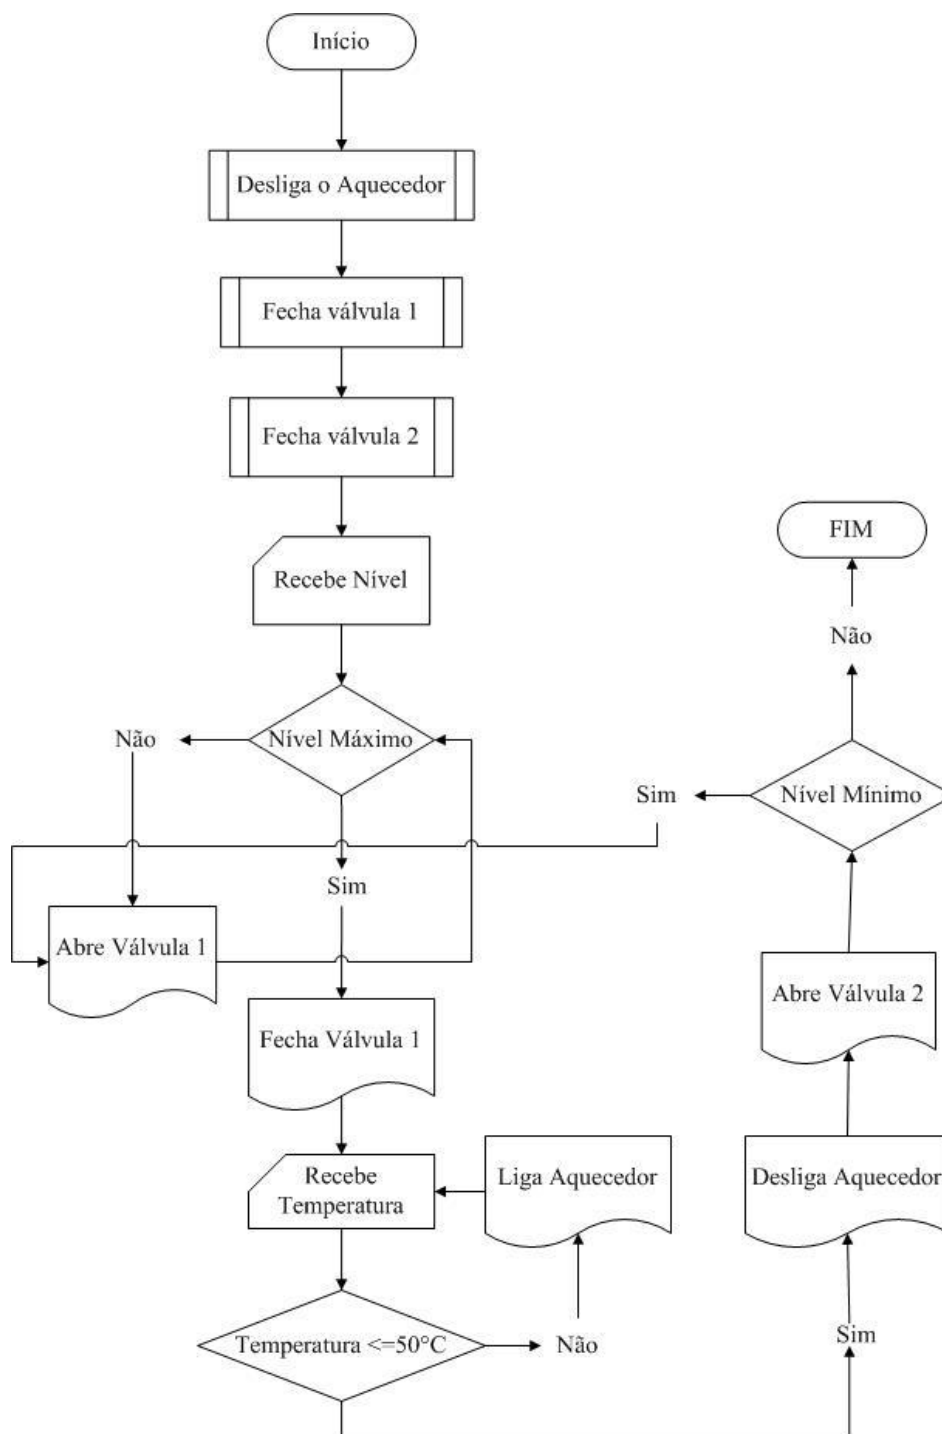 Início
Desliga o Aquecedor
Fecha válvula 1
Fecha válvula 2
Recebe Nível
Nível Máximo
Não
Sim
Abre Válvula 1
Fecha Válvula 1
Recebe
Temperatura
Liga Aquecedor
Temperatura <=50°C
Não
Sim
Desliga Aquecedor
Abre Válvula 2
Nível Mínimo
Sim
Não
FIM